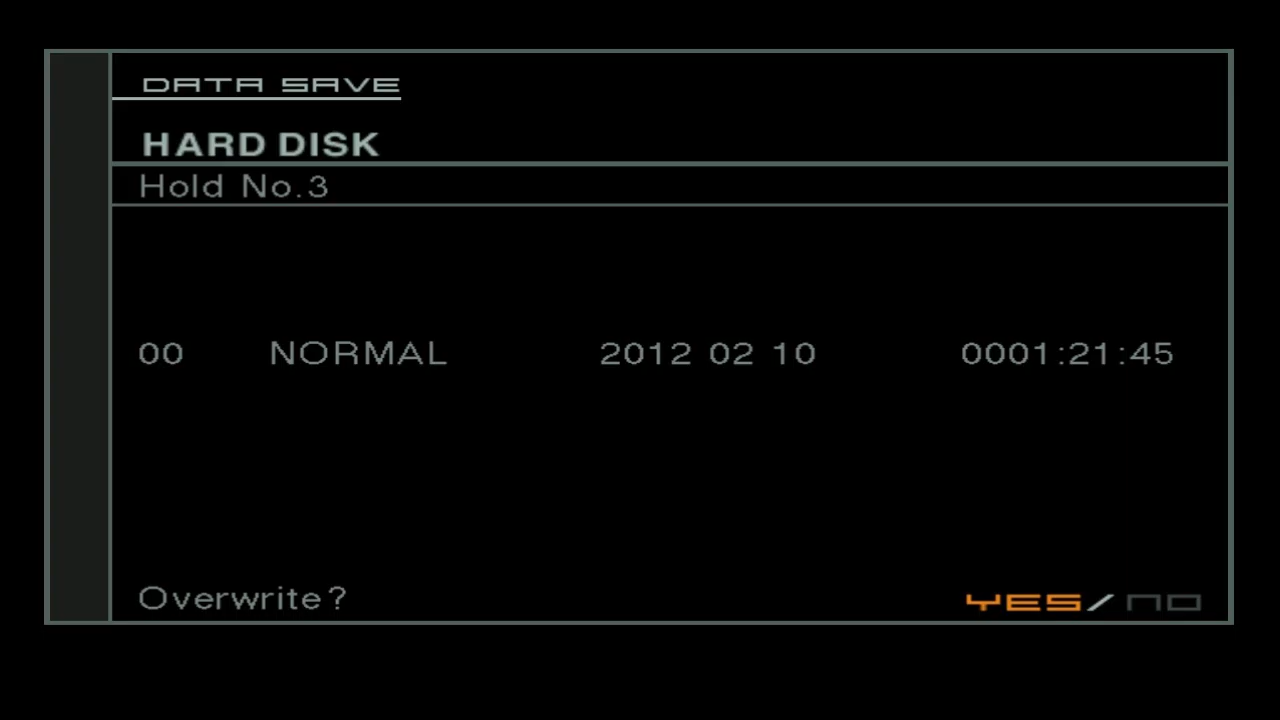 DATA SAVE
HARD DISK
Hold No.3
00 NORMAL 2012 02 10 0001:21:45
Overwrite? YES/NO